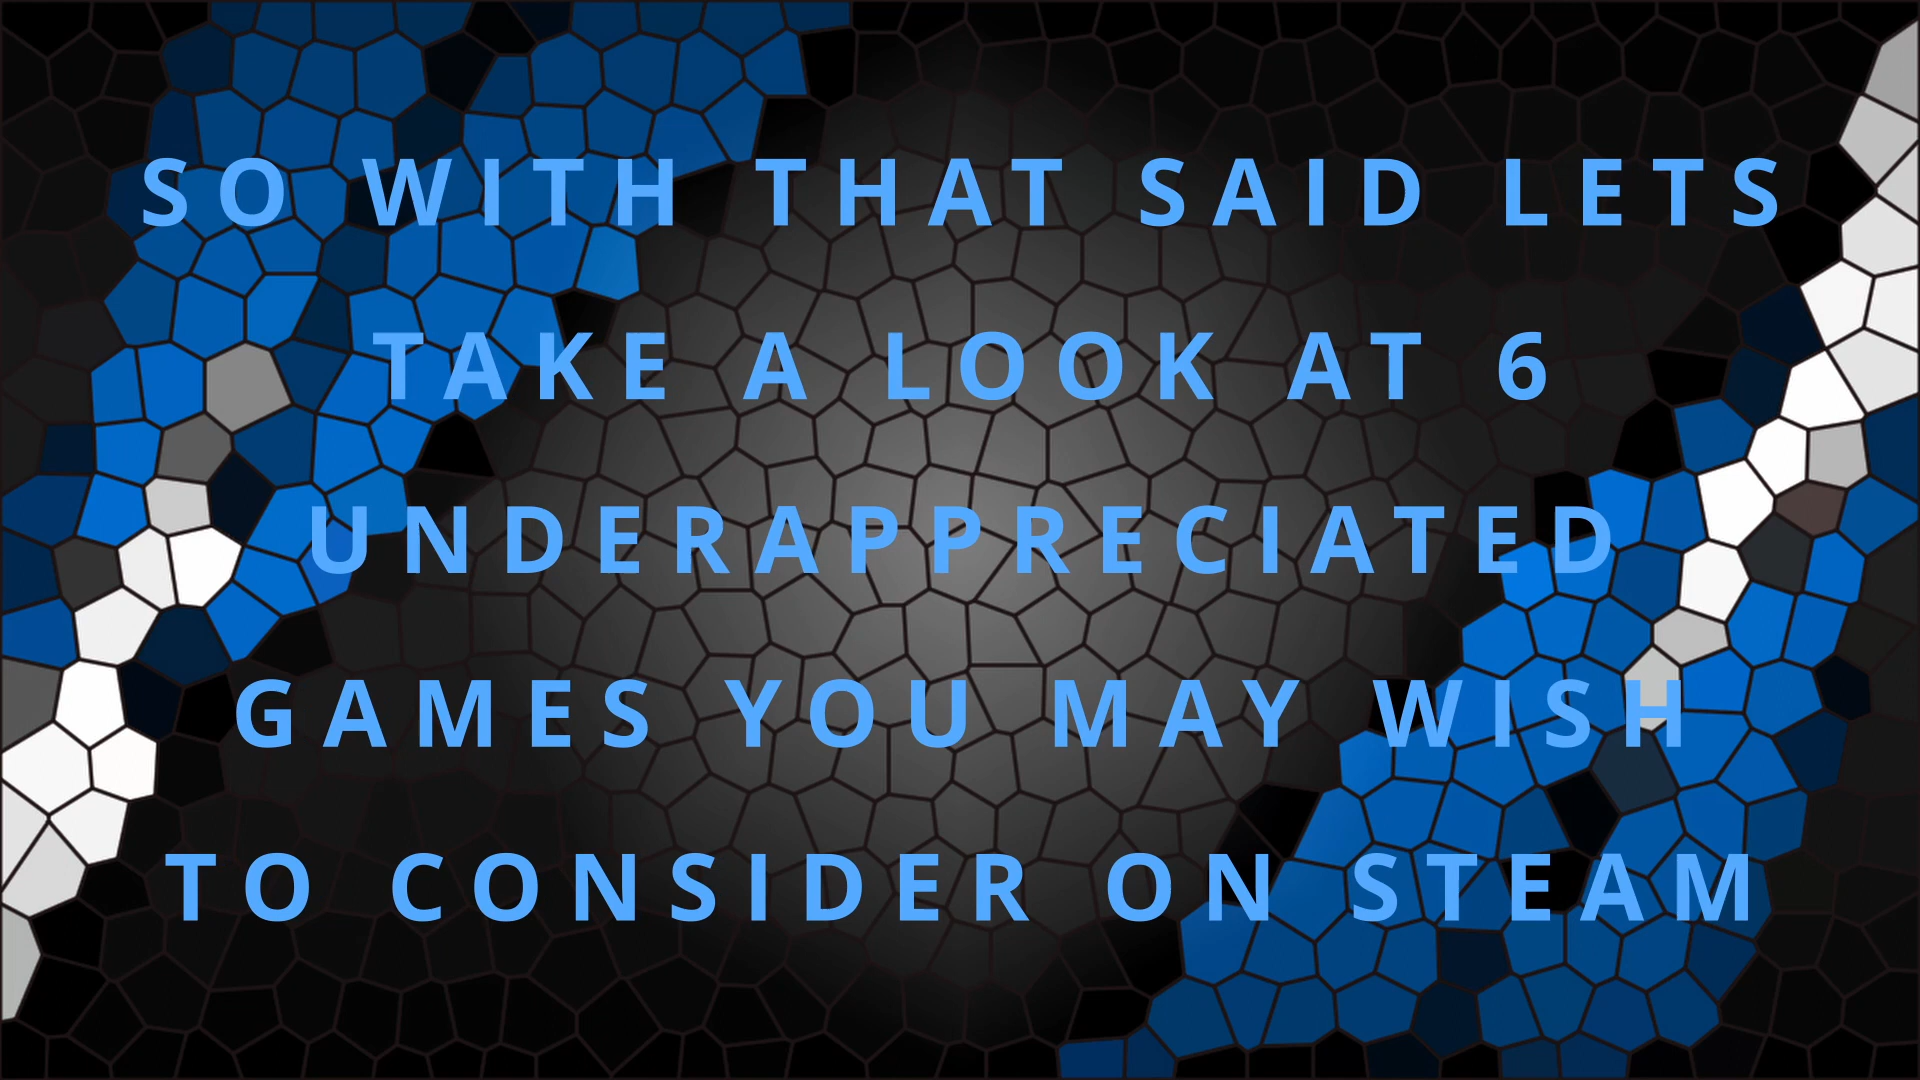 SO WITH THAT SAID LETS
TAKE A LOOK AT 6
UNDERAPPRECIATED
GAMES YOU MAY WISH
TO CONSIDER ON STEAM